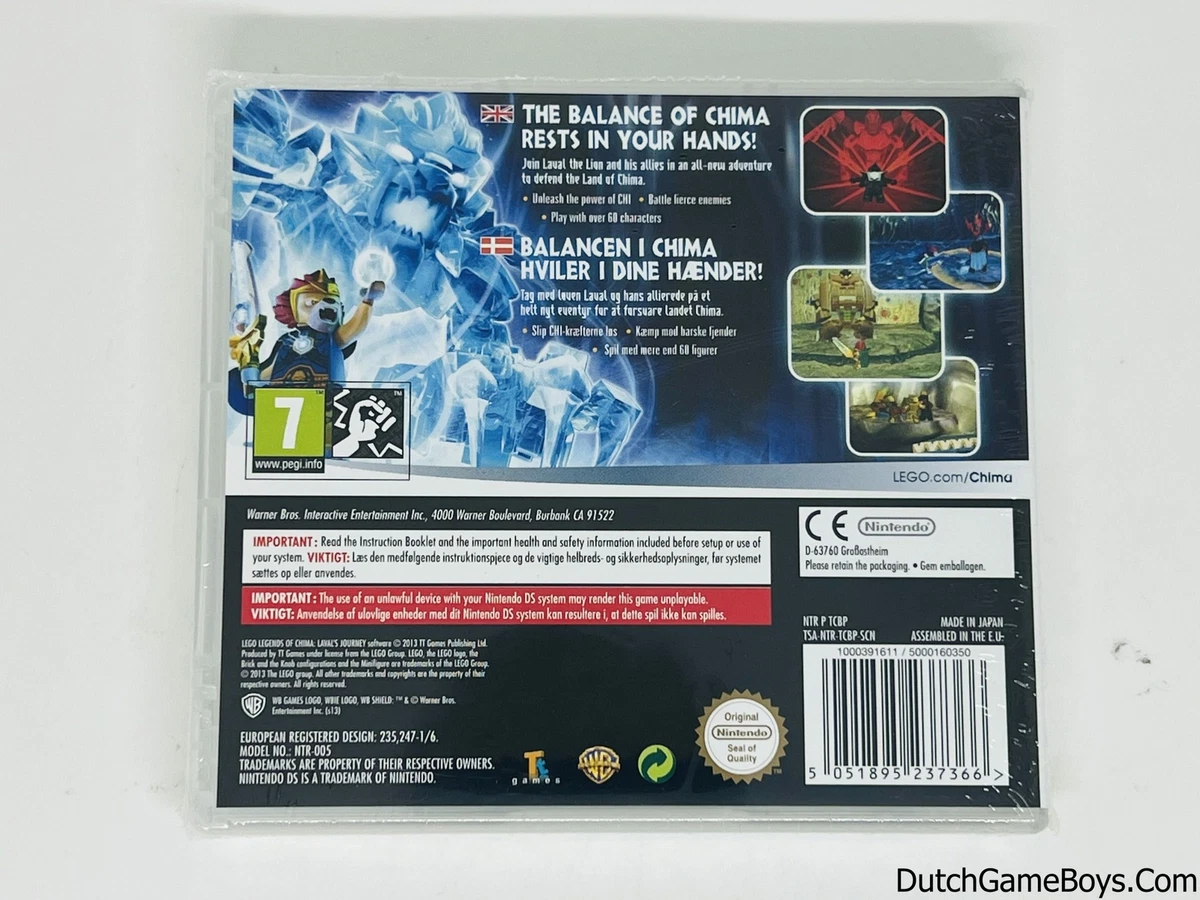 THE BALANCE OF CHIMA
RESTS IN YOUR HANDS!
Join Laval the Lion and his allies in an all-new adventure
to defend the Land of Chima.
• Unleash the power of CHI • Battle fierce enemies
• Play with over 60 characters
BALANCEN I CHIMA
HVILER I DINE HÆNDER!
Tag med løven Laval og hans allierede på et
helt nyt eventyr for at forsvare landet Chima.
• Slip CHI-kræfterne løs • Kæmp mod barske fjender
• Spil med mere end 60 figurer
7
www.pegi.info
LEGO.com/Chima
Warner Bros. Interactive Entertainment Inc., 4000 Warner Boulevard, Burbank CA 91522
IMPORTANT: Read the Instruction Booklet and the important health and safety information included before setup or use of
your system. VIKTIGT: Læs den medfølgende instruktionspjece og de vigtige helbreds- og sikkerhedsoplysninger, før systemet
sættes op eller anvendes.
IMPORTANT: The use of an unlawful device with your Nintendo DS system may render this game unplayable.
VIKTIGT: Anvendelse af ulovlige enheder med dit Nintendo DS system kan resultere i, at dette spil ikke kan spilles.
CE Nintendo
D-63760 Großostheim
Please retain the packaging. • Gem emballagen.
NTR P TCBP MADE IN JAPAN
TSA-NTR-TCBP-SCN ASSEMBLED IN THE E.U.
1000391611 / 5000160350
5 051895 237366 >
LEGO LEGENDS OF CHIMA: LAVAL'S JOURNEY software © 2013 TT Games Publishing Ltd.
Produced by TT Games under license from the LEGO Group. LEGO, the LEGO logo, the
Brick and the Knob configurations and the Minifigure are trademarks of the LEGO Group.
© 2013 The LEGO group. All other trademarks and copyrights are the property of their
respective owners. All rights reserved.
WB GAMES LOGO, WBIE LOGO, WB SHIELD: ™ & © Warner Bros.
Entertainment Inc. (s13)
EUROPEAN REGISTERED DESIGN: 235,247-1/6.
MODEL NO.: NTR-005
TRADEMARKS ARE PROPERTY OF THEIR RESPECTIVE OWNERS.
NINTENDO DS IS A TRADEMARK OF NINTENDO.
Tt
games
WB
Original
Nintendo
Seal of
Quality
DutchGameBoys.Com